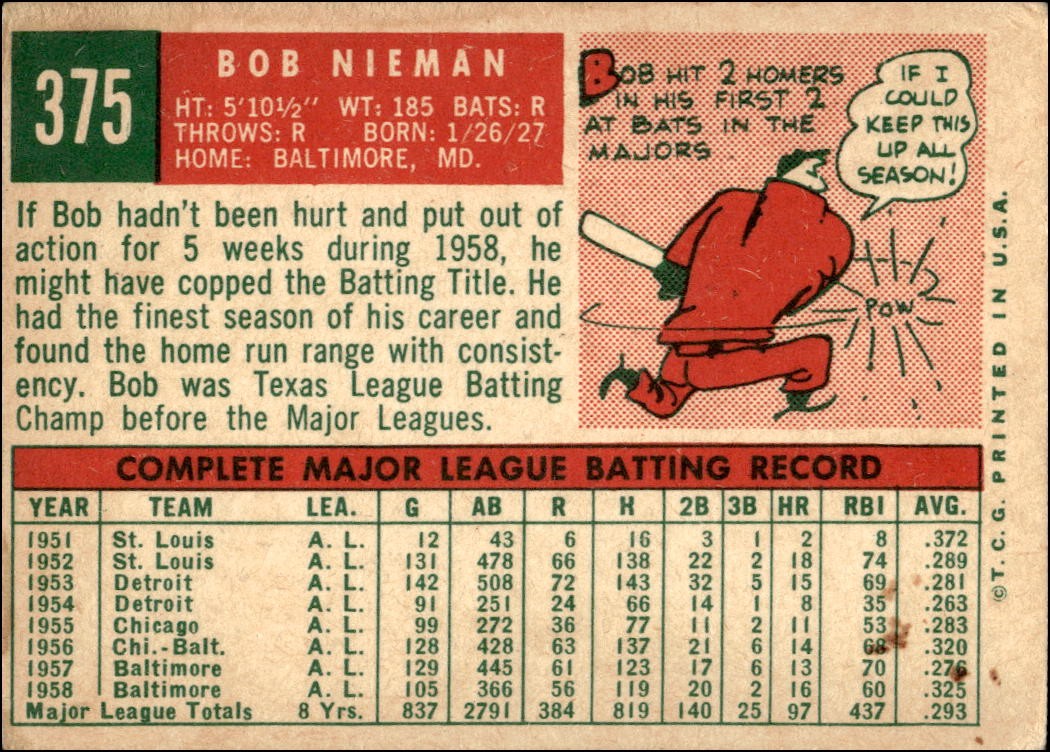 375
BOB NIEMAN
HT: 5'10½" WT: 185 BATS: R
THROWS: R BORN: 1/26/27
HOME: BALTIMORE, MD.
If Bob hadn't been hurt and put out of
action for 5 weeks during 1958, he
might have copped the Batting Title. He
had the finest season of his career and
found the home run range with consist-
ency. Bob was Texas League Batting
Champ before the Major Leagues.
BOB HIT 2 HOMERS
IN HIS FIRST 2
AT BATS IN THE
MAJORS
IF I
COULD
KEEP THIS
UP ALL
SEASON!
POW
COMPLETE MAJOR LEAGUE BATTING RECORD
YEAR TEAM LEA. G AB R H 2B 3B HR RBI AVG.
1951 St. Louis A. L. 12 43 6 16 3 1 2 8 .372
1952 St. Louis A. L. 131 478 66 138 22 2 18 74 .289
1953 Detroit A. L. 142 508 72 143 32 5 15 69 .281
1954 Detroit A. L. 91 251 24 66 14 1 8 35 .263
1955 Chicago A. L. 99 272 36 77 11 2 11 53 .283
1956 Chi.-Balt. A. L. 128 428 63 137 21 6 14 68 .320
1957 Baltimore A. L. 129 445 61 123 17 6 13 70 .276
1958 Baltimore A. L. 105 366 56 119 20 2 16 60 .325
Major League Totals 8 Yrs. 837 2791 384 819 140 25 97 437 .293
©T. C. G. PRINTED IN U.S.A.